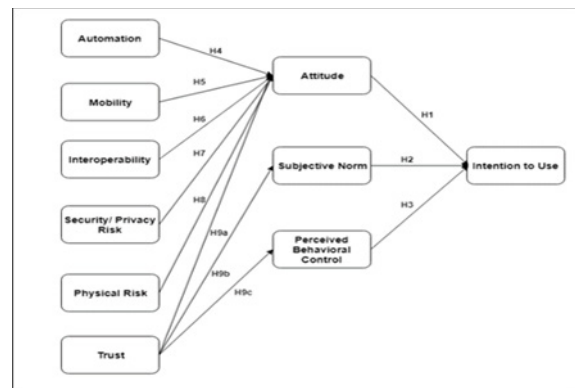 Automation
Mobility
Interoperability
Security/ Privacy
Risk
Physical Risk
Trust
H4
H5
H6
H7
H8
H9a
H9b
H9c
Attitude
Subjective Norm
Perceived
Behavioral
Control
H1
H2
H3
Intention to Use